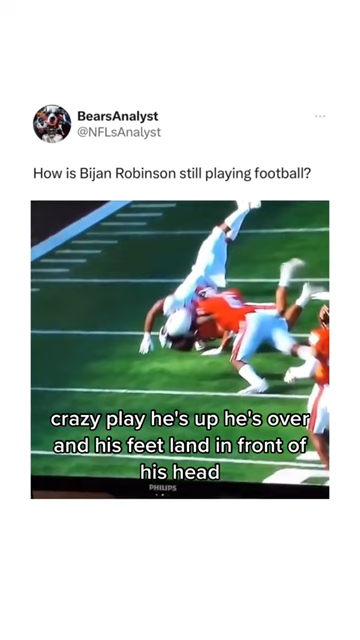 BearsAnalyst
@NFLsAnalyst
How is Bijan Robinson still playing football?
crazy play he's up he's over
and his feet land in front of
his head
PHILIPS